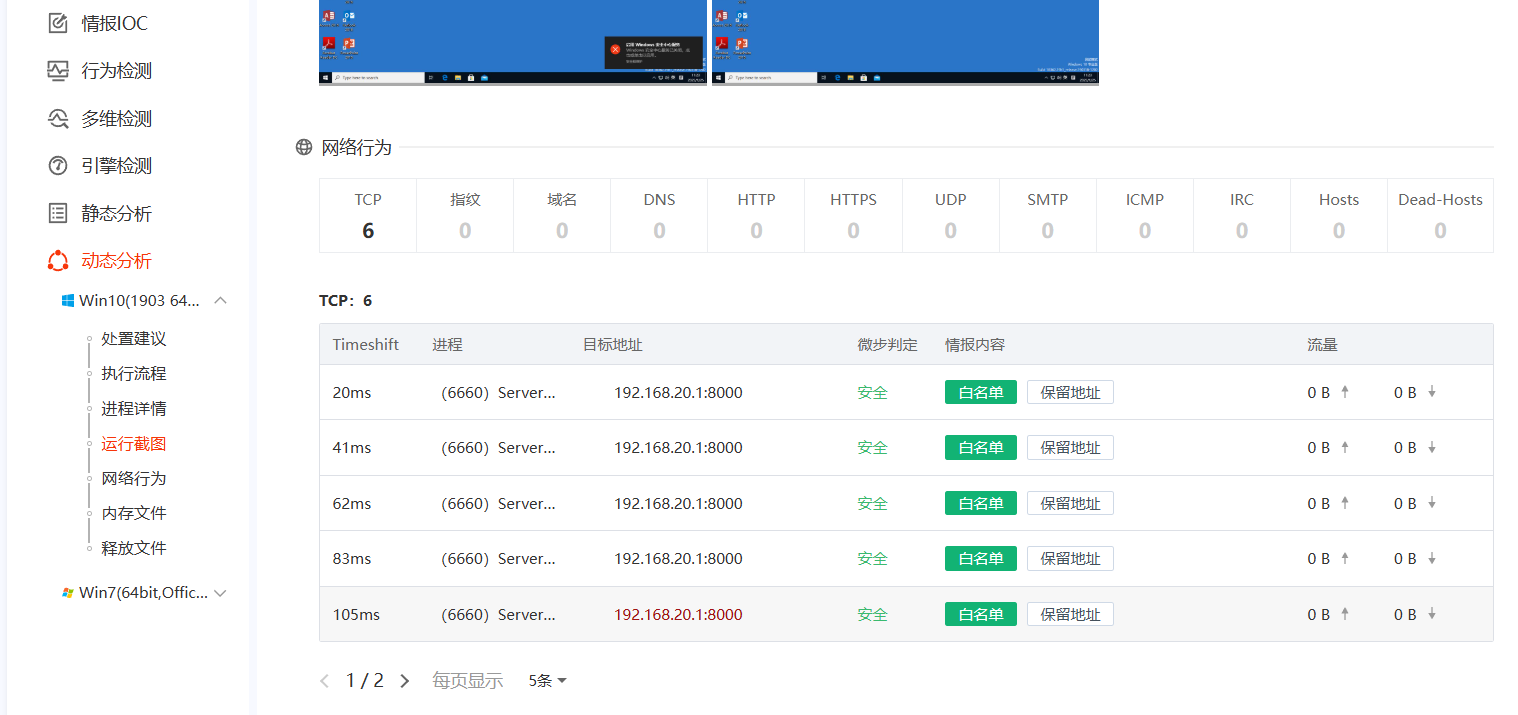 情报IOC
行为检测
多维检测
引擎检测
静态分析
动态分析
Win10(1903 64...
处置建议
执行流程
进程详情
运行截图
网络行为
内存文件
释放文件
Win7(64bit,Offic...
Type here to search
Type here to search
网络行为
TCP 指纹 域名 DNS HTTP HTTPS UDP SMTP ICMP IRC Hosts Dead-Hosts
6 0 0 0 0 0 0 0 0 0 0 0
TCP：6
Timeshift 进程 目标地址 微步判定 情报内容 流量
20ms （6660）Server... 192.168.20.1:8000 安全 白名单 保留地址 0 B 0 B
41ms （6660）Server... 192.168.20.1:8000 安全 白名单 保留地址 0 B 0 B
62ms （6660）Server... 192.168.20.1:8000 安全 白名单 保留地址 0 B 0 B
83ms （6660）Server... 192.168.20.1:8000 安全 白名单 保留地址 0 B 0 B
105ms （6660）Server... 192.168.20.1:8000 安全 白名单 保留地址 0 B 0 B
1 / 2 每页显示 5条